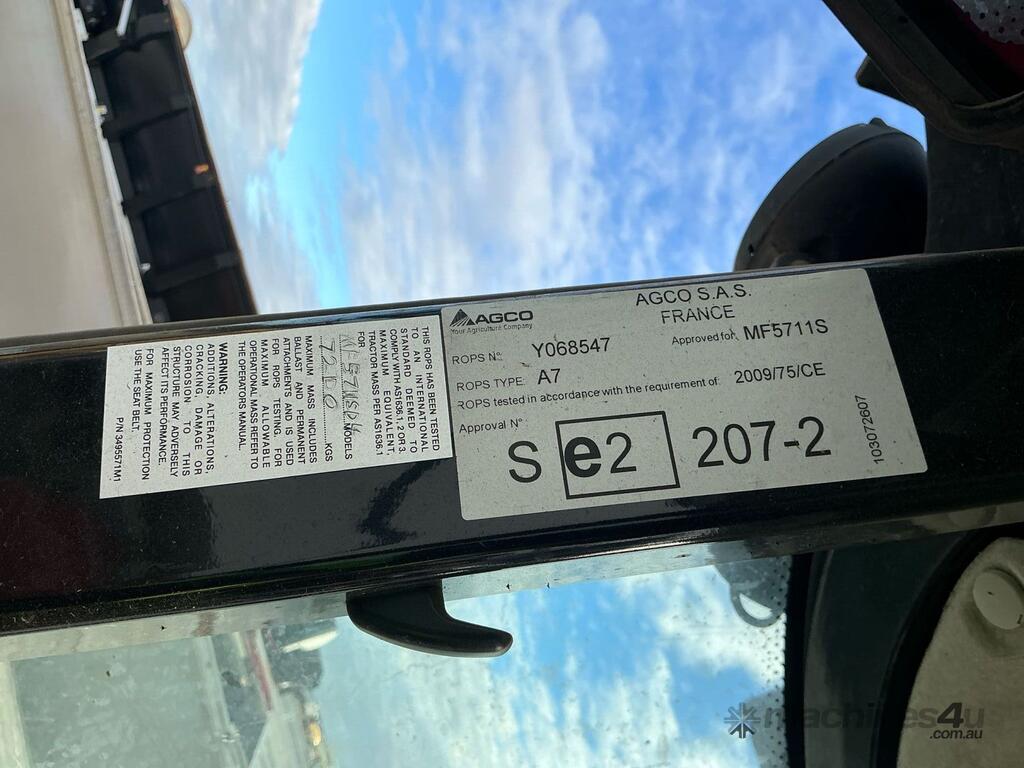 THIS ROPS HAS BEEN TESTED
TO AN INTERNATIONAL
STANDARD DEEMED TO
COMPLY WITH AS1636.1, 2 OR 3.
MAXIMUM EQUIVALENT,
TRACTOR MASS PER AS1636.1
FOR
MODELS
7200 KGS
MAXIMUM MASS INCLUDES
BALLAST AND PERMANENT
ATTACHMENTS AND IS USED
FOR ROPS TESTING FOR
MAXIMUM ALLOWABLE
OPERATIONAL MASS REFER TO
THE OPERATORS MANUAL.
WARNING:
ADDITIONS, ALTERATIONS,
CRACKING, DAMAGE OR
CORROSION TO THIS
STRUCTURE MAY ADVERSELY
AFFECT ITS PERFORMANCE.
FOR MAXIMUM PROTECTION
USE THE SEAT BELT.
P/N 3495571M1
AGCO
Your Agriculture Company
AGCO S.A.S.
FRANCE
ROPS N°: Y068547 Approved for: MF5711S
ROPS TYPE: A7
ROPS tested in accordance with the requirement of: 2009/75/CE
Approval N°:
S e2 207-2
103072607
machines4u
.com.au